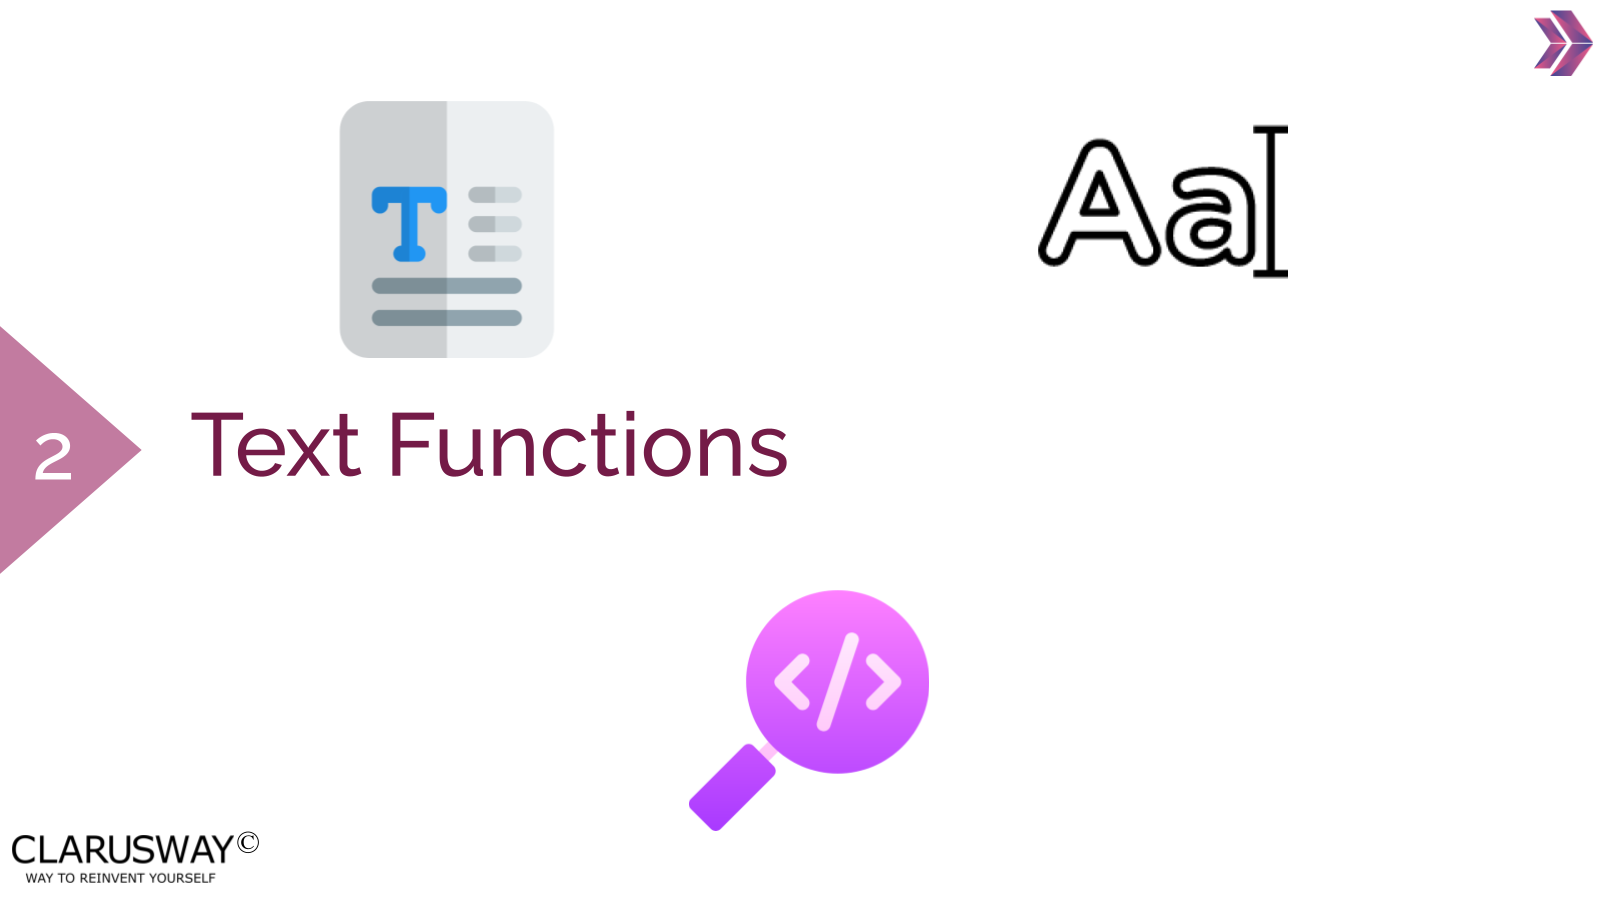 T
Aa
2
Text Functions
</>
CLARUSWAY©
WAY TO REINVENT YOURSELF